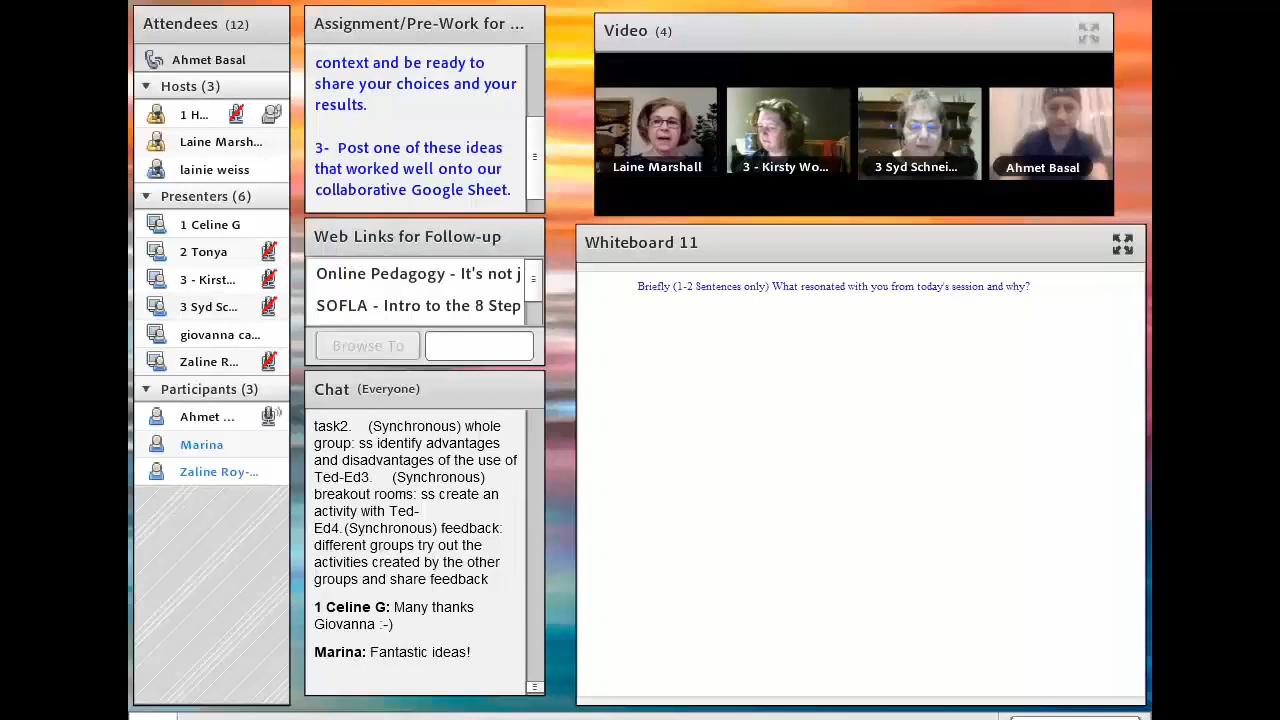 Attendees (12)
Ahmet Basal
Hosts (3)
1 H...
Laine Marsh...
lainie weiss
Presenters (6)
1 Celine G
2 Tonya
3 - Kirst...
3 Syd Sc...
giovanna ca...
Zaline R...
Participants (3)
Ahmet ...
Marina
Zaline Roy-...
Assignment/Pre-Work for ...
context and be ready to
share your choices and your
results.
3- Post one of these ideas
that worked well onto our
collaborative Google Sheet.
Web Links for Follow-up
Online Pedagogy - It's not j
SOFLA - Intro to the 8 Step
Browse To
Chat (Everyone)
task2. (Synchronous) whole
group: ss identify advantages
and disadvantages of the use of
Ted-Ed3. (Synchronous)
breakout rooms: ss create an
activity with Ted-
Ed4.(Synchronous) feedback:
different groups try out the
activities created by the other
groups and share feedback
1 Celine G: Many thanks
Giovanna :-)
Marina: Fantastic ideas!
Video (4)
Laine Marshall
3 - Kirsty Wo...
3 Syd Schnei...
Ahmet Basal
Whiteboard 11
Briefly (1-2 Sentences only) What resonated with you from today's session and why?